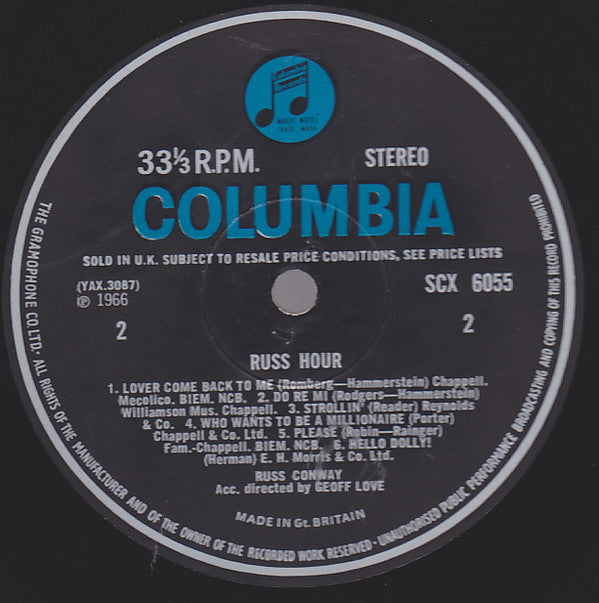 Columbia
Records
MAGIC NOTES
TRADE MARK
33⅓ R.P.M. STEREO
COLUMBIA
SOLD IN U.K. SUBJECT TO RESALE PRICE CONDITIONS, SEE PRICE LISTS
(YAX.3087) SCX 6055
℗ 1966
2 2
RUSS HOUR
1. LOVER COME BACK TO ME (Romberg—Hammerstein) Chappell.
Mecolico. BIEM. NCB. 2. DO RE MI (Rodgers—Hammerstein)
Williamson Mus. Chappell. 3. STROLLIN' (Reader) Reynolds
& Co. 4. WHO WANTS TO BE A MILLIONAIRE (Porter)
Chappell & Co. Ltd. 5. PLEASE (Robin—Rainger)
Fam.-Chappell. BIEM. NCB. 6. HELLO DOLLY!
(Herman) E. H. Morris & Co. Ltd.
RUSS CONWAY
Acc. directed by GEOFF LOVE
MADE IN Gt. BRITAIN
THE GRAMOPHONE CO. LTD. · ALL RIGHTS OF THE MANUFACTURER AND OF THE OWNER OF THE RECORDED WORK RESERVED · UNAUTHORISED PUBLIC PERFORMANCE BROADCASTING AND COPYING OF THIS RECORD PROHIBITED